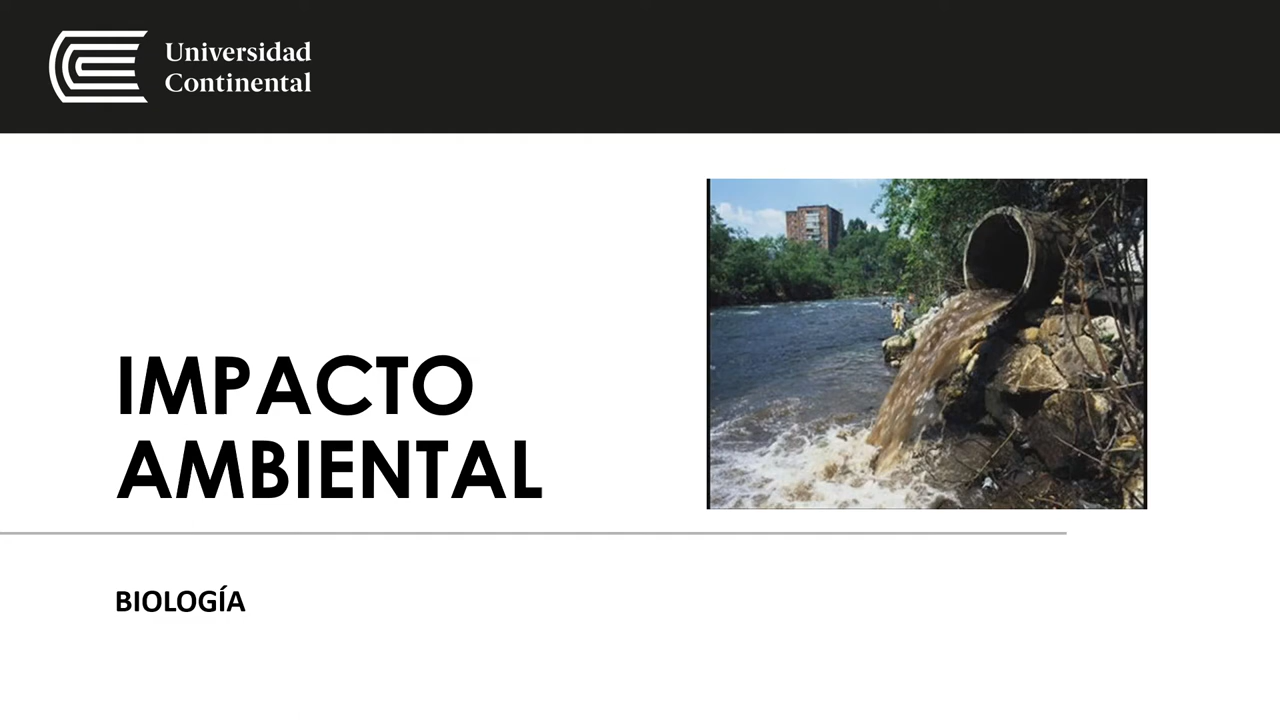 Universidad
Continental
IMPACTO
AMBIENTAL
BIOLOGÍA